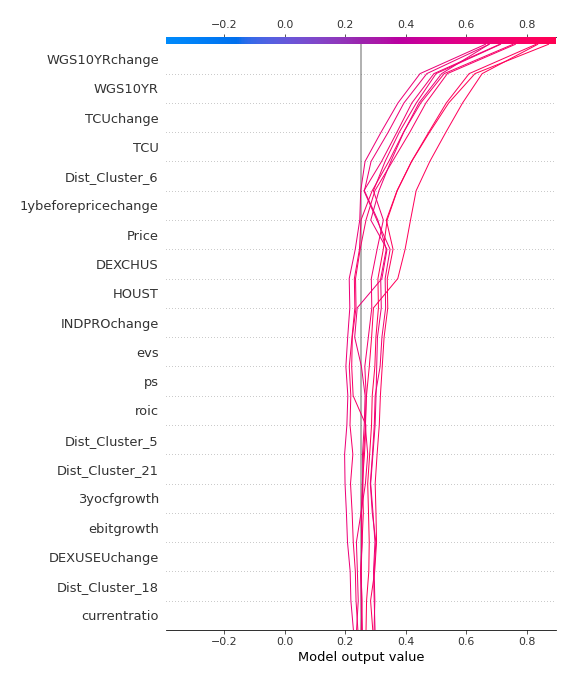 −0.2 0.0 0.2 0.4 0.6 0.8
WGS10YRchange
WGS10YR
TCUchange
TCU
Dist_Cluster_6
1ybeforepricechange
Price
DEXCHUS
HOUST
INDPROchange
evs
ps
roic
Dist_Cluster_5
Dist_Cluster_21
3yocfgrowth
ebitgrowth
DEXUSEUchange
Dist_Cluster_18
currentratio
−0.2 0.0 0.2 0.4 0.6 0.8
Model output value